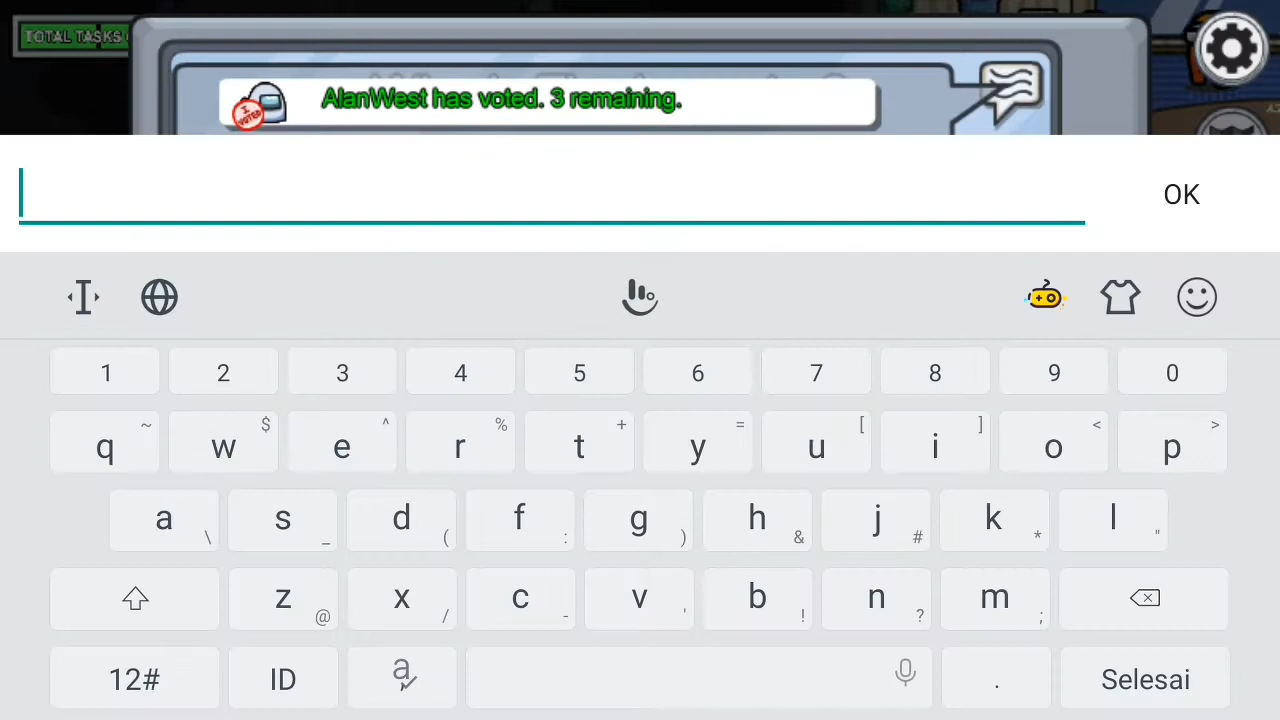 TOTAL TASKS
AlanWest has voted. 3 remaining.
I VOTED
OK
1 2 3 4 5 6 7 8 9 0
~ $ ^ % + = [ ] < >
q w e r t y u i o p
a s d f g h j k l
\ _ ( : ) & # * "
z x c v b n m
@ / - ' ! ? ;
12# ID a, .
Selesai